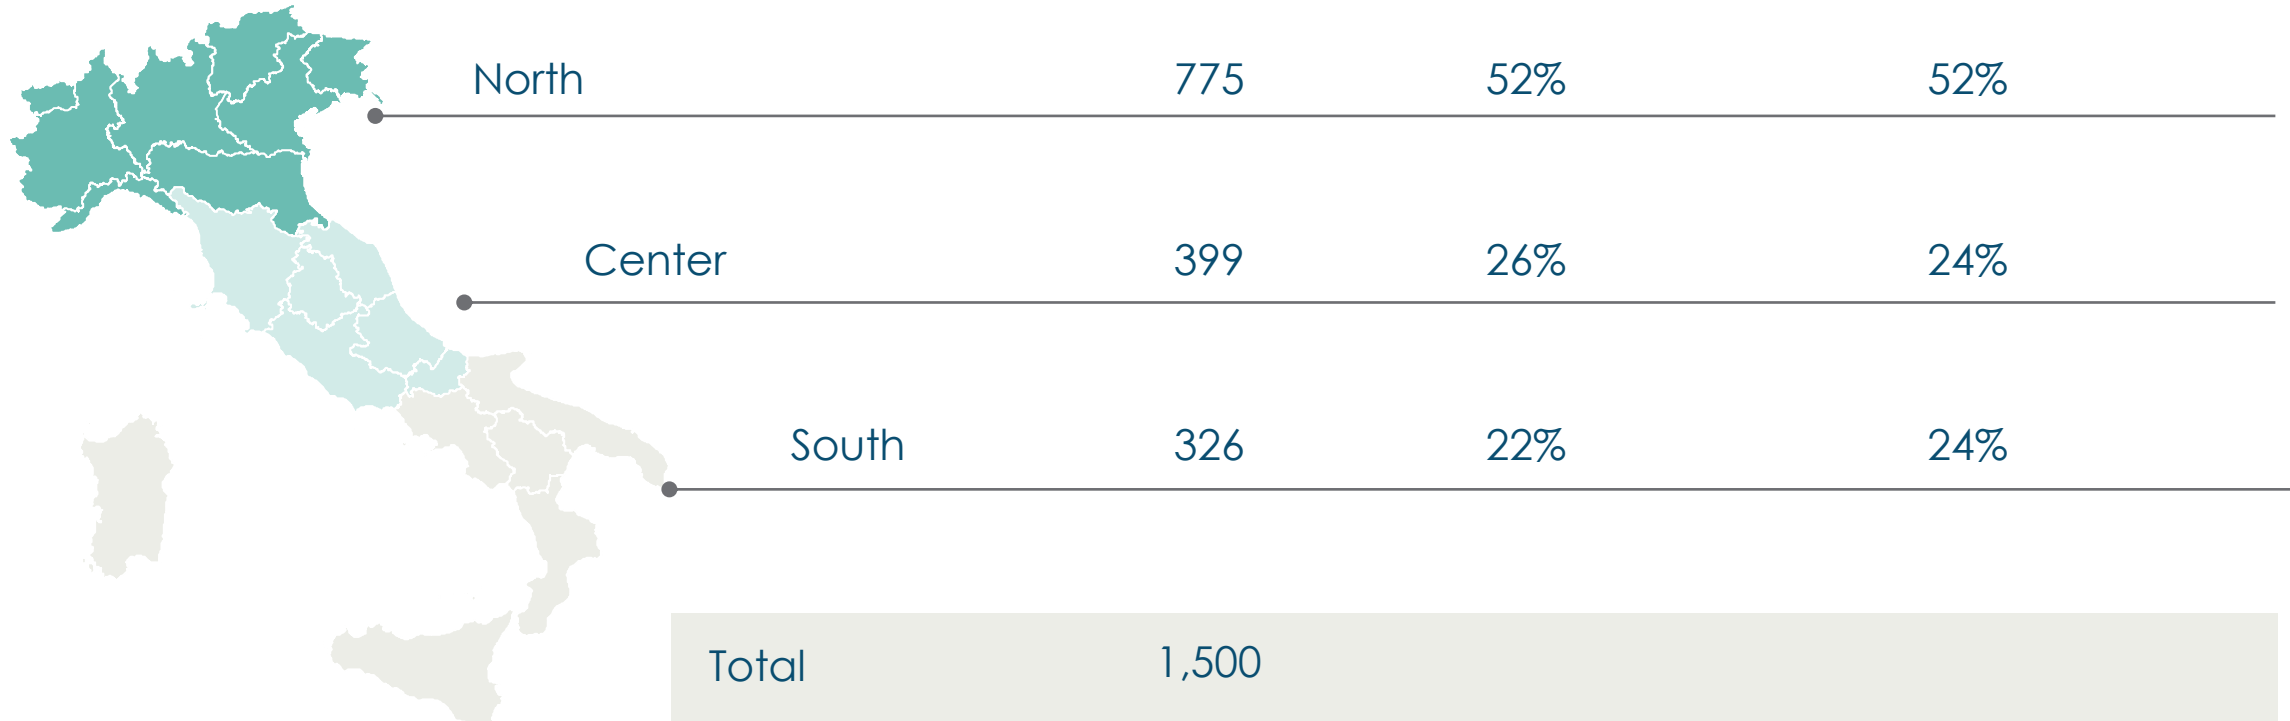 North 775 52% 52%
Center 399 26% 24%
South 326 22% 24%
Total 1,500